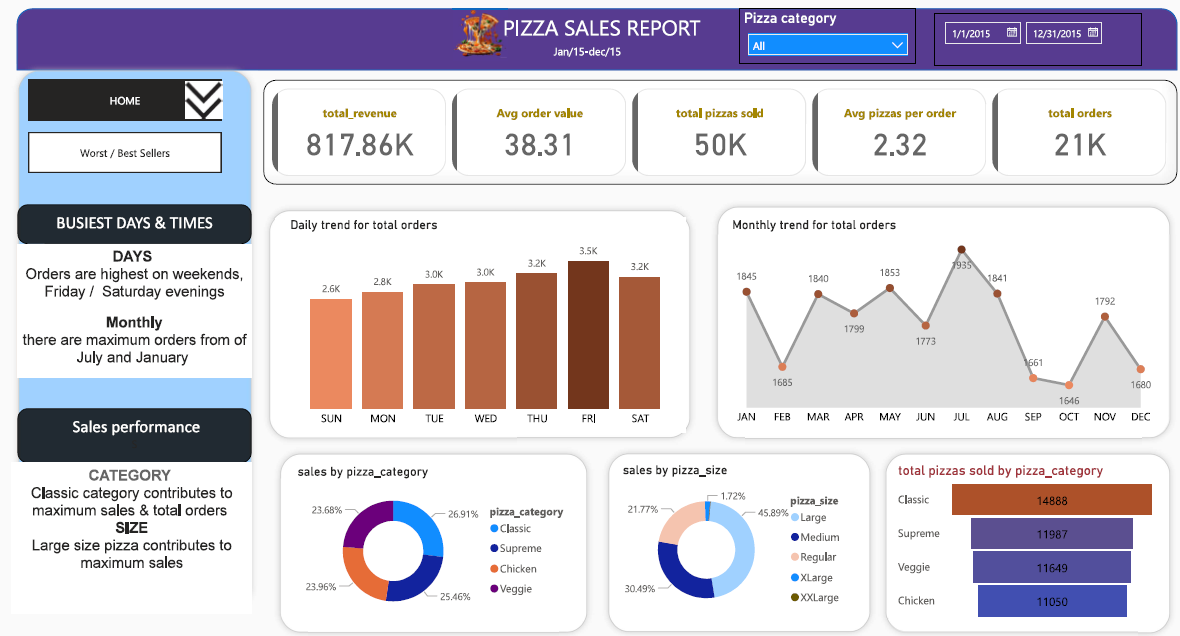 PIZZA SALES REPORT
Jan/15-dec/15
Pizza category
All
1/1/2015
12/31/2015
HOME
Worst / Best Sellers
total_revenue
817.86K
Avg order value
38.31
total pizzas sold
50K
Avg pizzas per order
2.32
total orders
21K
BUSIEST DAYS & TIMES
DAYS
Orders are highest on weekends,
Friday / Saturday evenings
Monthly
there are maximum orders from of
July and January
Sales performance
CATEGORY
Classic category contributes to
maximum sales & total orders
SIZE
Large size pizza contributes to
maximum sales
Daily trend for total orders
2.6K
2.8K
3.0K
3.0K
3.2K
3.5K
3.2K
SUN MON TUE WED THU FRI SAT
Monthly trend for total orders
1845
1685
1840
1799
1853
1773
1935
1841
1661
1646
1792
1680
JAN FEB MAR APR MAY JUN JUL AUG SEP OCT NOV DEC
sales by pizza_category
23.68%
26.91%
23.96%
25.46%
pizza_category
Classic
Supreme
Chicken
Veggie
sales by pizza_size
1.72%
21.77%
45.89%
30.49%
pizza_size
Large
Medium
Regular
XLarge
XXLarge
total pizzas sold by pizza_category
Classic 14888
Supreme 11987
Veggie 11649
Chicken 11050